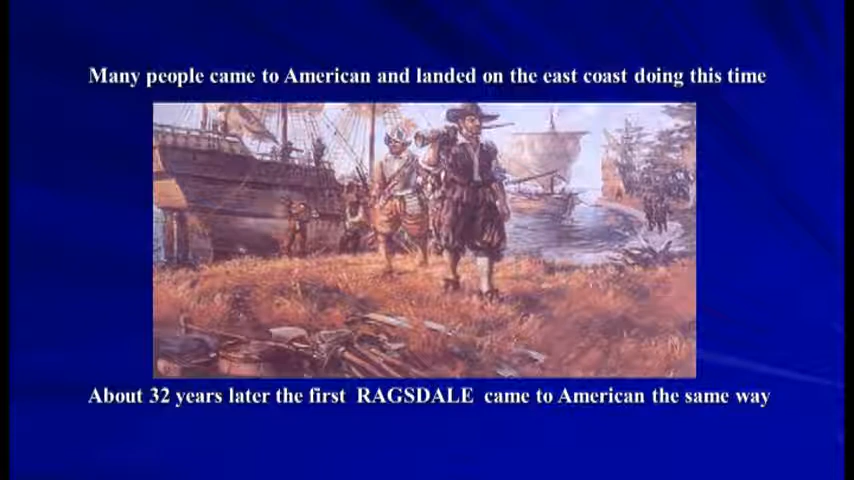 Many people came to American and landed on the east coast doing this time
About 32 years later the first RAGSDALE came to American the same way